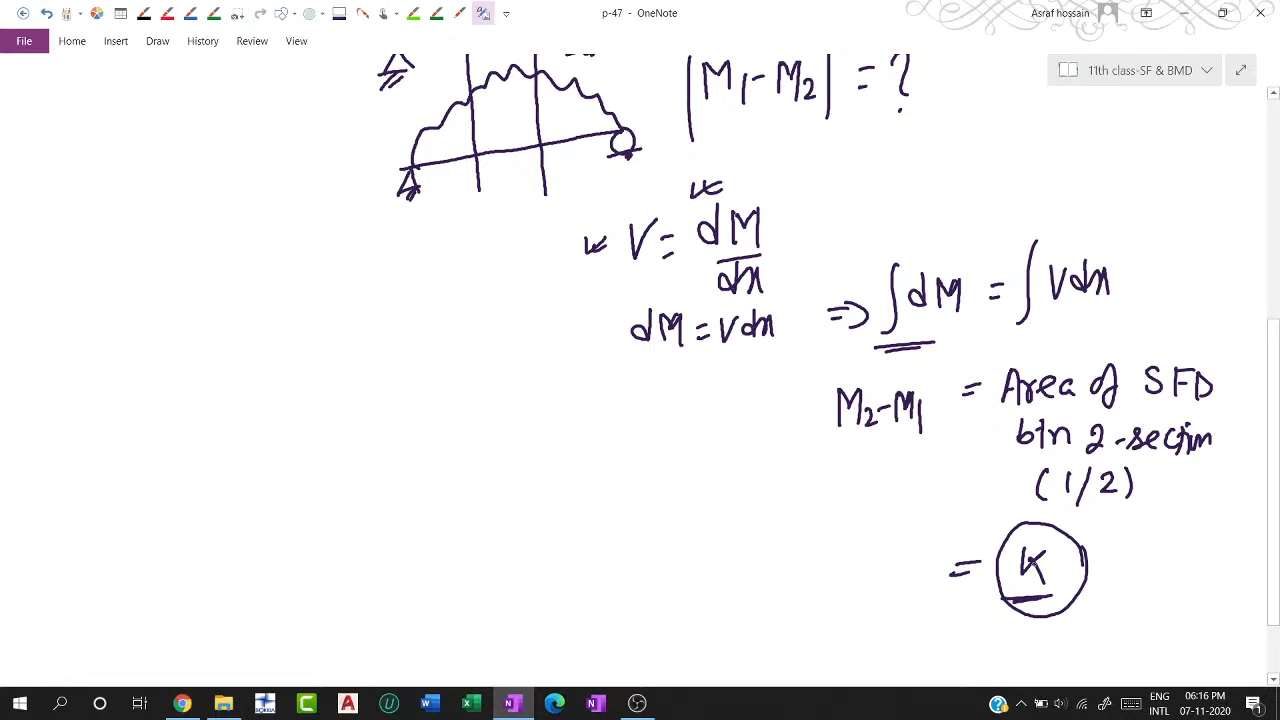 p-47 - OneNote
Asraf hossain
File Home Insert Draw History Review View
11th class-SF & BMD
|M₁-M₂| = ?
V = dM/dx
dM = Vdx
⇒ ∫dM = ∫Vdx
M₂-M₁ = Area of SFD
btn 2-section
(1/2)
= K
ENG
INTL
06:16 PM
07-11-2020